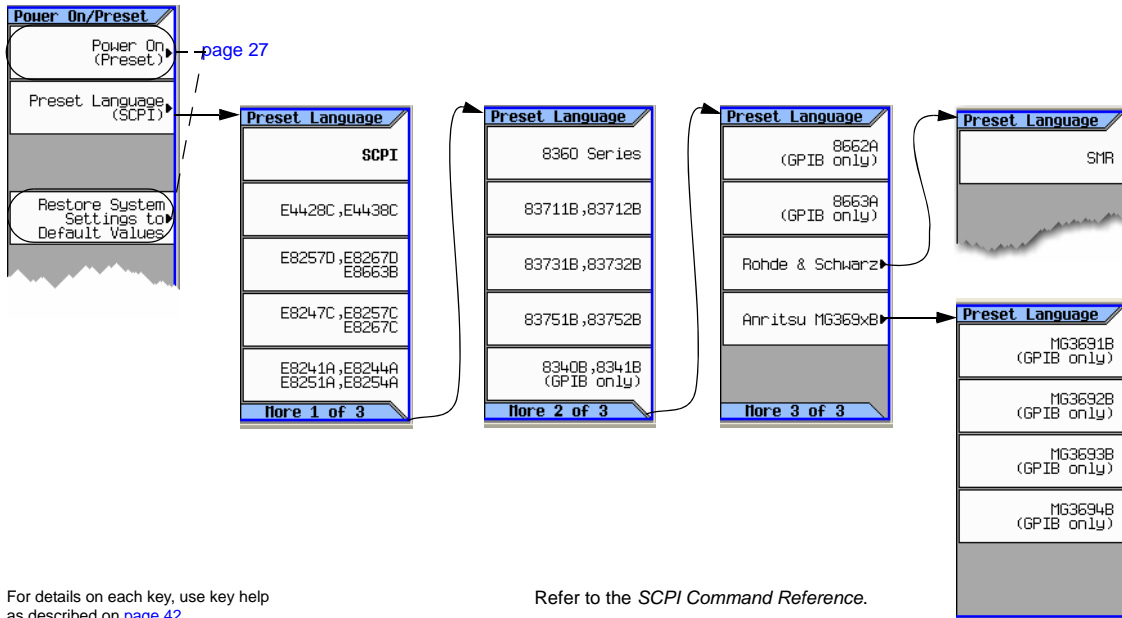 Power On/Preset
Power On
(Preset)
page 27
Preset Language
(SCPI)
Restore System
Settings to
Default Values
Preset Language
SCPI
E4428C,E4438C
E8257D,E8267D
E8663B
E8247C,E8257C
E8267C
E8241A,E8244A
E8251A,E8254A
More 1 of 3
Preset Language
8360 Series
83711B,83712B
83731B,83732B
83751B,83752B
8340B,8341B
(GPIB only)
More 2 of 3
Preset Language
8662A
(GPIB only)
8663A
(GPIB only)
Rohde & Schwarz
Anritsu MG369xB
More 3 of 3
Preset Language
SMR
Preset Language
MG3691B
(GPIB only)
MG3692B
(GPIB only)
MG3693B
(GPIB only)
MG3694B
(GPIB only)
For details on each key, use key help
as described on page 42.
Refer to the SCPI Command Reference.